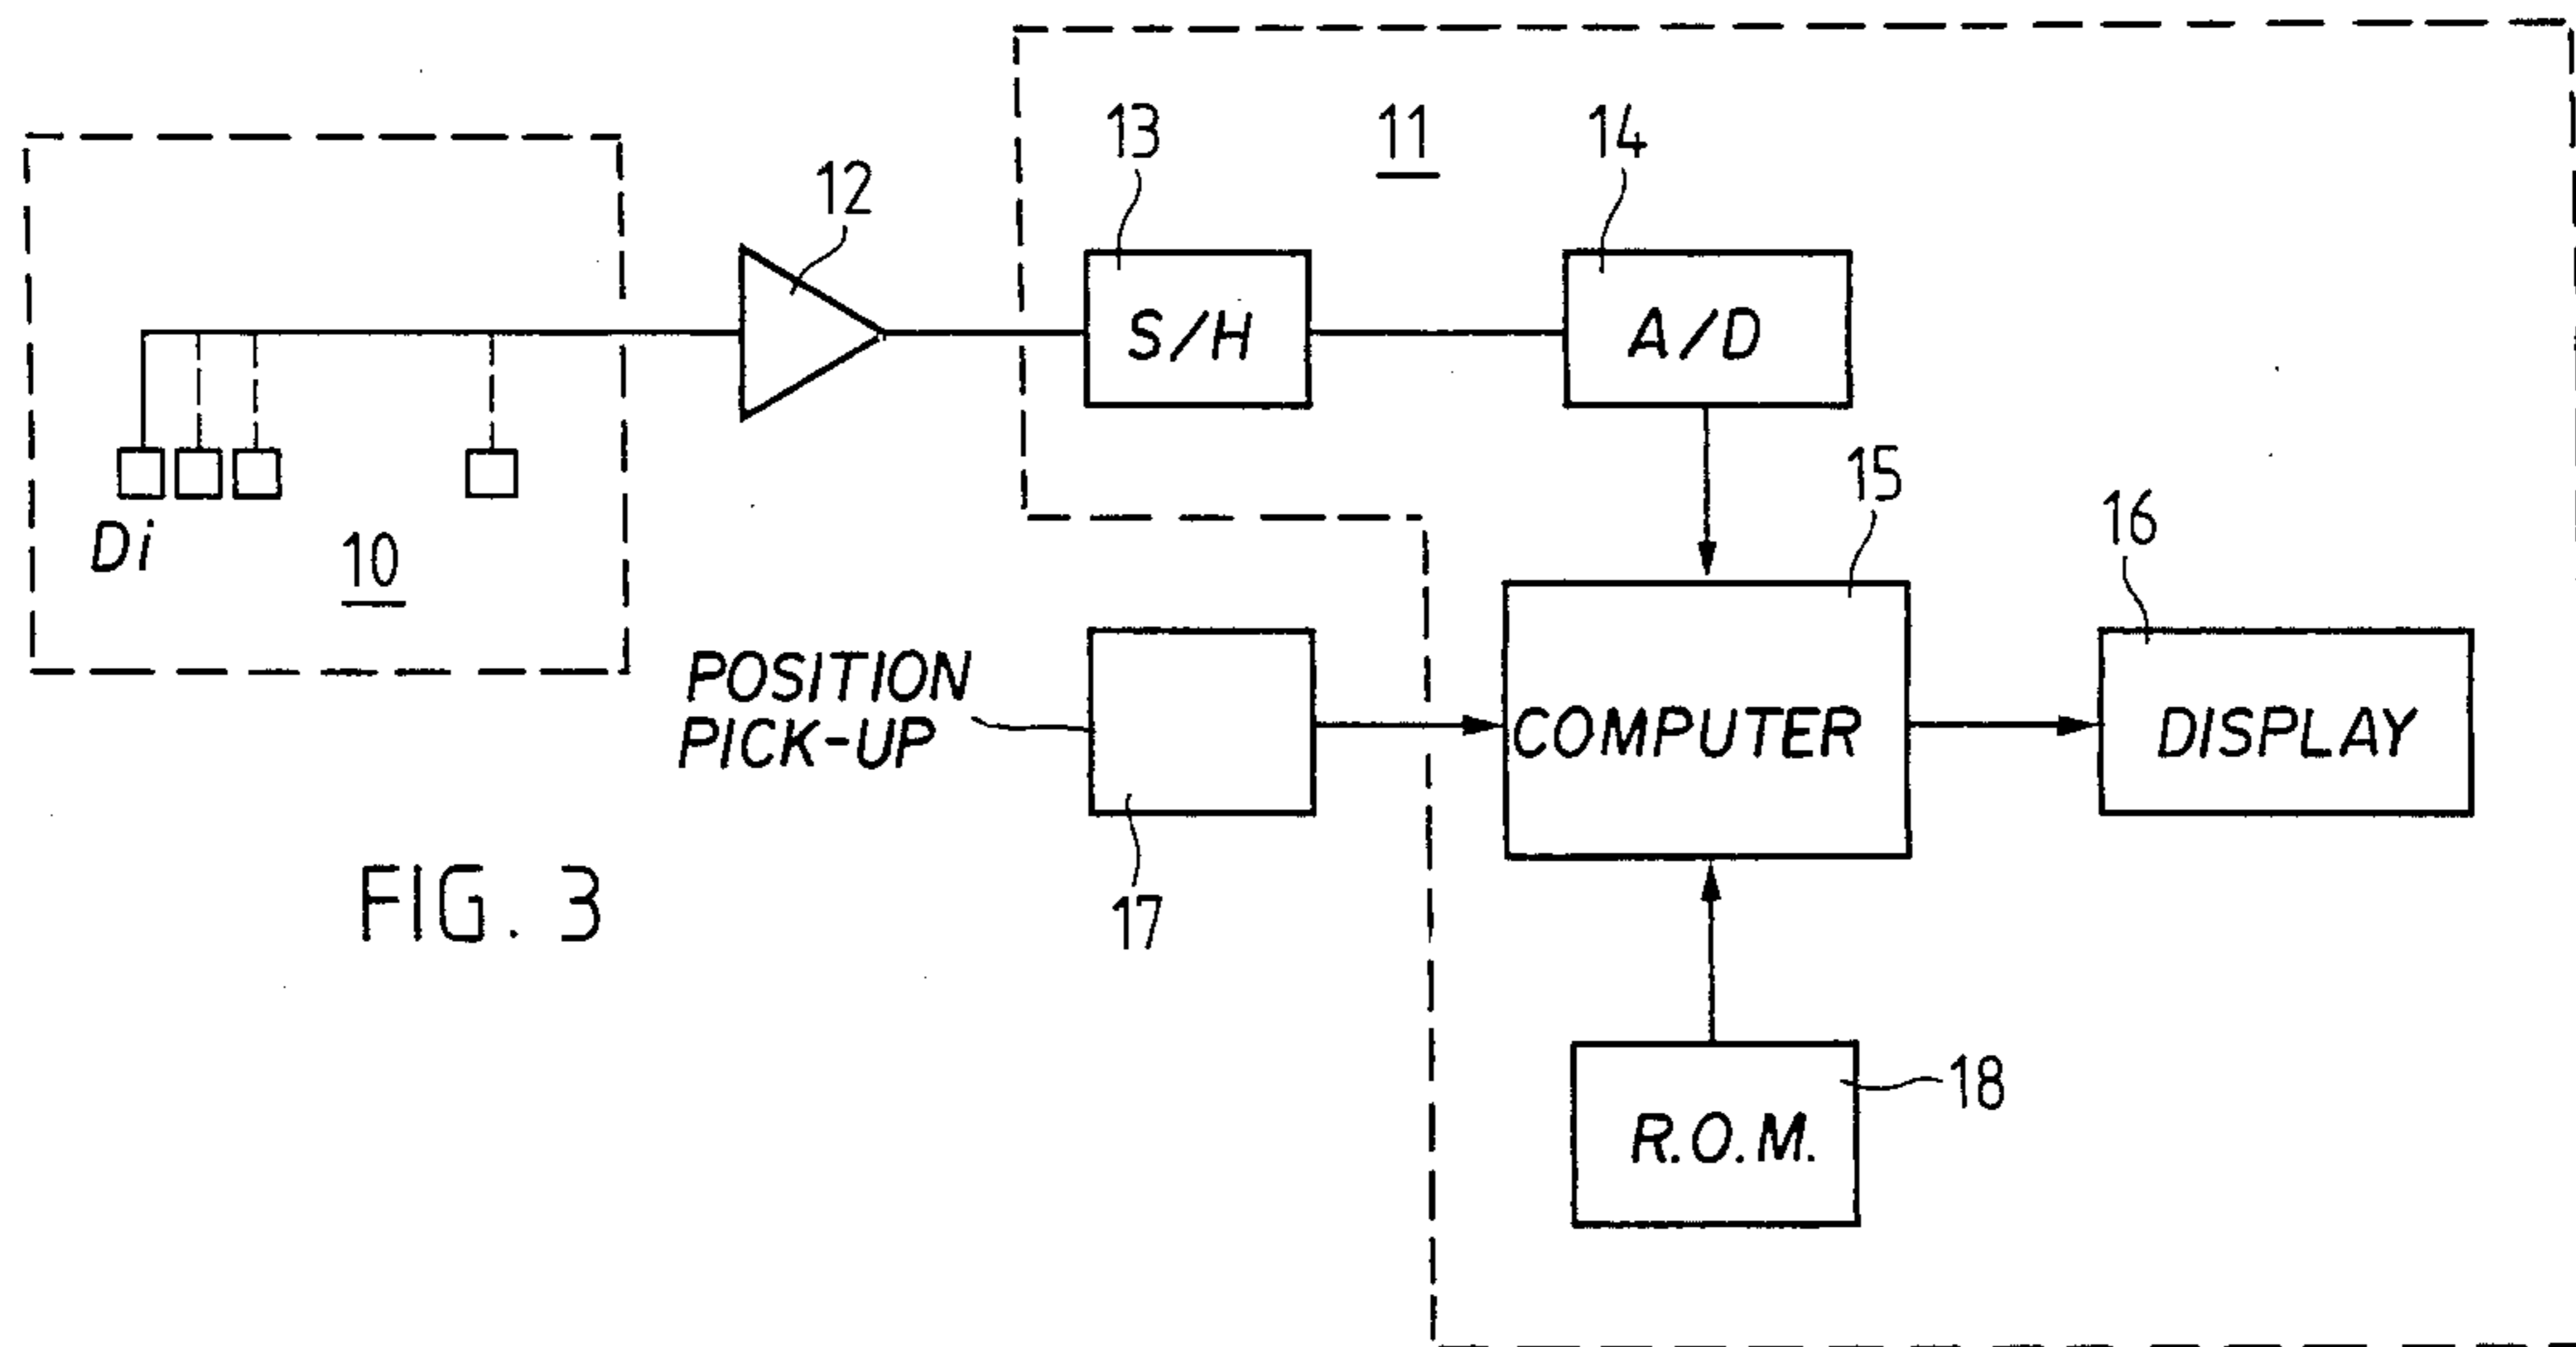 13
11
14
12
S/H
A/D
Di
10
15
16
POSITION
PICK-UP
COMPUTER
DISPLAY
FIG. 3
17
R.O.M.
18